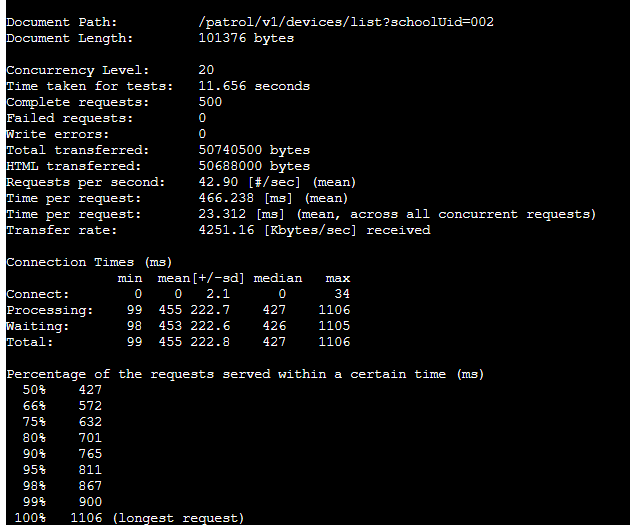 Document Path:          /patrol/v1/devices/list?schoolUid=002
Document Length:        101376 bytes

Concurrency Level:      20
Time taken for tests:   11.656 seconds
Complete requests:      500
Failed requests:        0
Write errors:           0
Total transferred:      50740500 bytes
HTML transferred:       50688000 bytes
Requests per second:    42.90 [#/sec] (mean)
Time per request:       466.238 [ms] (mean)
Time per request:       23.312 [ms] (mean, across all concurrent requests)
Transfer rate:          4251.16 [Kbytes/sec] received

Connection Times (ms)
              min  mean[+/-sd] median   max
Connect:        0    0   2.1      0      34
Processing:    99  455 222.7    427    1106
Waiting:       98  453 222.6    426    1105
Total:         99  455 222.8    427    1106

Percentage of the requests served within a certain time (ms)
  50%    427
  66%    572
  75%    632
  80%    701
  90%    765
  95%    811
  98%    867
  99%    900
 100%   1106 (longest request)